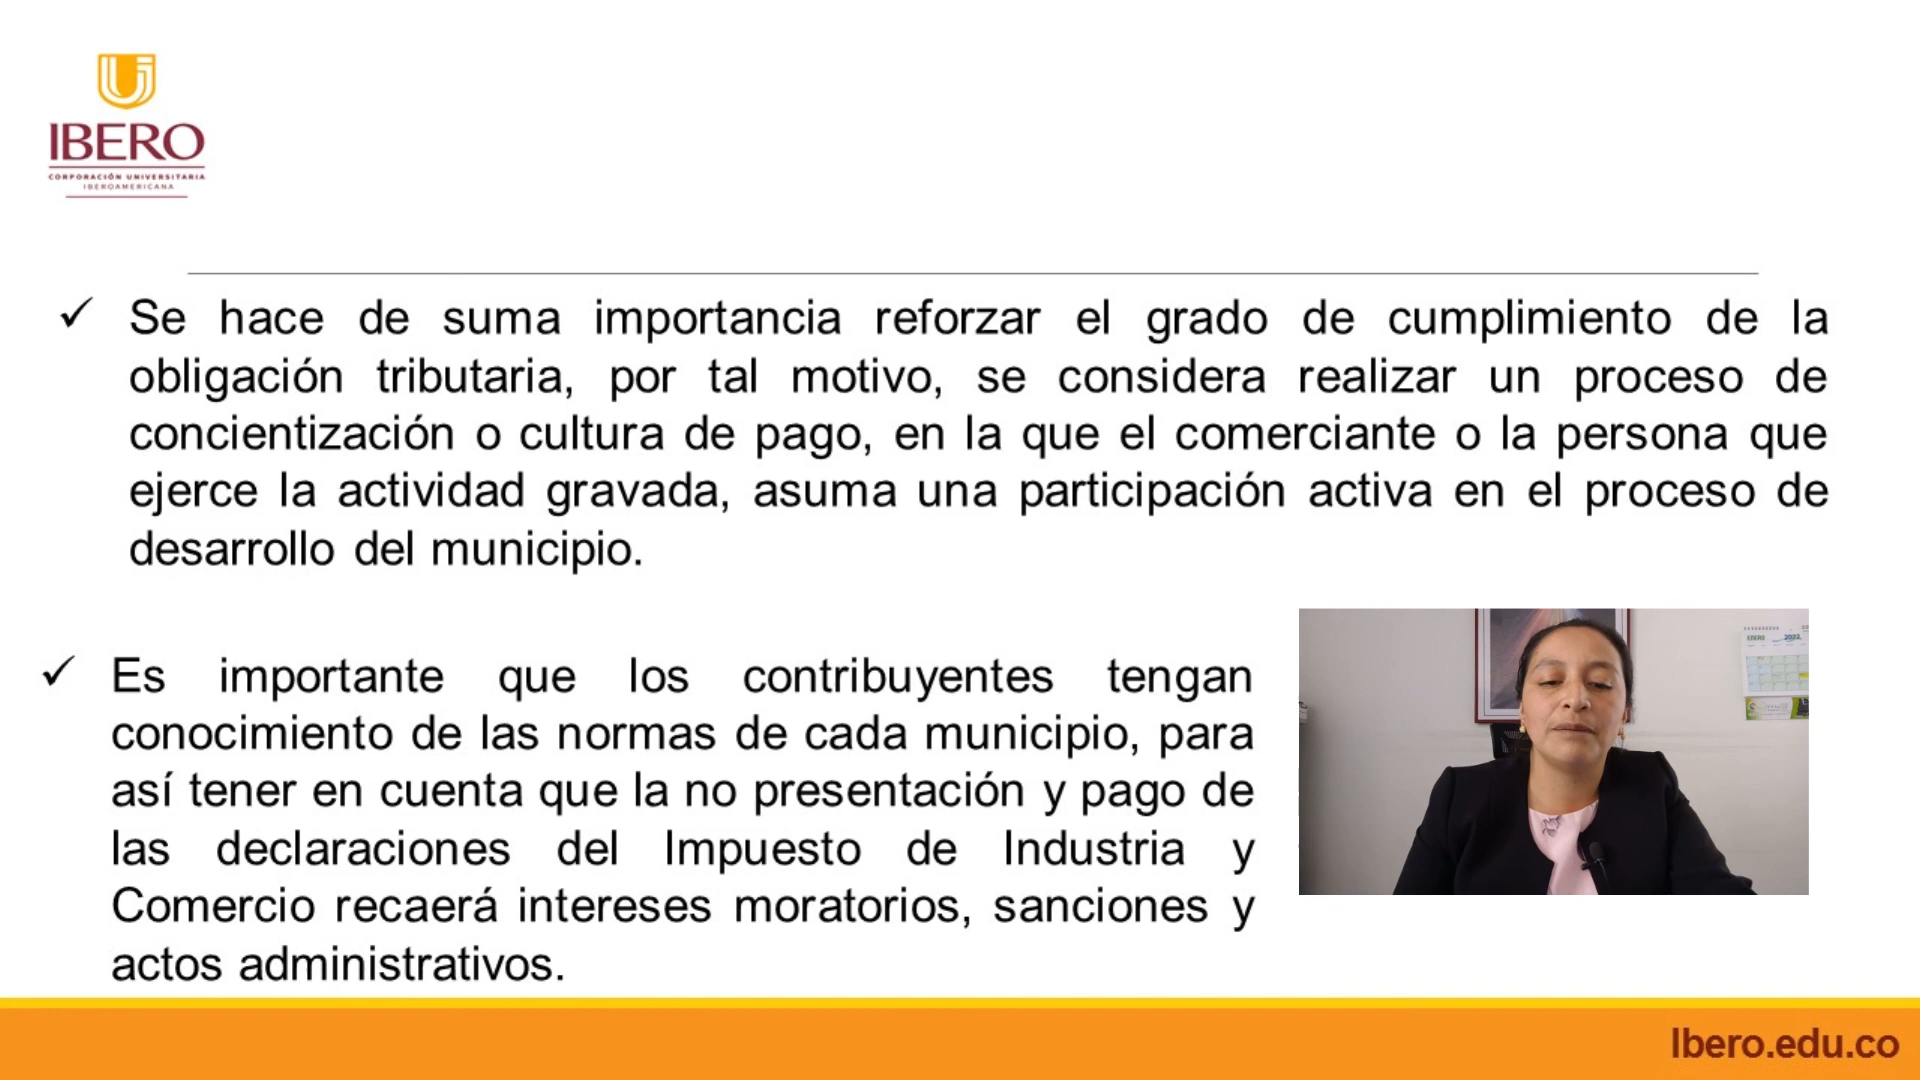 IBERO
CORPORACIÓN UNIVERSITARIA
IBEROAMERICANA
✓ Se hace de suma importancia reforzar el grado de cumplimiento de la
obligación tributaria, por tal motivo, se considera realizar un proceso de
concientización o cultura de pago, en la que el comerciante o la persona que
ejerce la actividad gravada, asuma una participación activa en el proceso de
desarrollo del municipio.
✓ Es importante que los contribuyentes tengan
conocimiento de las normas de cada municipio, para
así tener en cuenta que la no presentación y pago de
las declaraciones del Impuesto de Industria y
Comercio recaerá intereses moratorios, sanciones y
actos administrativos.
ENERO 2022
Ibero.edu.co